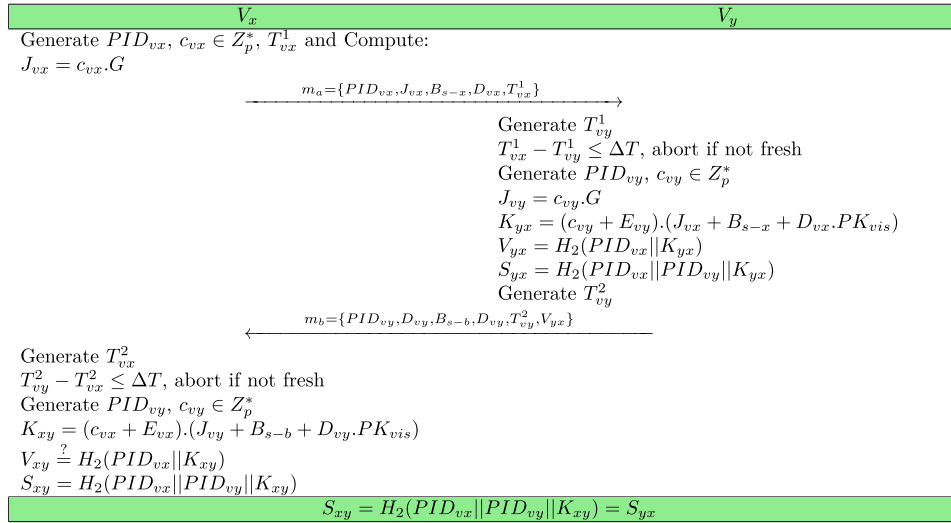 V_x V_y
Generate PID_{vx}, c_{vx} ∈ Z_p^*, T_{vx}^1 and Compute:
J_{vx} = c_{vx}.G
m_a={PID_{vx},J_{vx},B_{s-x},D_{vx},T_{vx}^1}
Generate T_{vy}^1
T_{vx}^1 − T_{vy}^1 ≤ ΔT, abort if not fresh
Generate PID_{vy}, c_{vy} ∈ Z_p^*
J_{vy} = c_{vy}.G
K_{yx} = (c_{vy} + E_{vy}).(J_{vx} + B_{s−x} + D_{vx}.PK_{vis})
V_{yx} = H_2(PID_{vx}||K_{yx})
S_{yx} = H_2(PID_{vx}||PID_{vy}||K_{yx})
Generate T_{vy}^2
m_b={PID_{vy},D_{vy},B_{s-b},D_{vy},T_{vy}^2,V_{yx}}
Generate T_{vx}^2
T_{vy}^2 − T_{vx}^2 ≤ ΔT, abort if not fresh
Generate PID_{vy}, c_{vy} ∈ Z_p^*
K_{xy} = (c_{vx} + E_{vx}).(J_{vy} + B_{s−b} + D_{vy}.PK_{vis})
V_{xy} ≟ H_2(PID_{vx}||K_{xy})
S_{xy} = H_2(PID_{vx}||PID_{vy}||K_{xy})
S_{xy} = H_2(PID_{vx}||PID_{vy}||K_{xy}) = S_{yx}